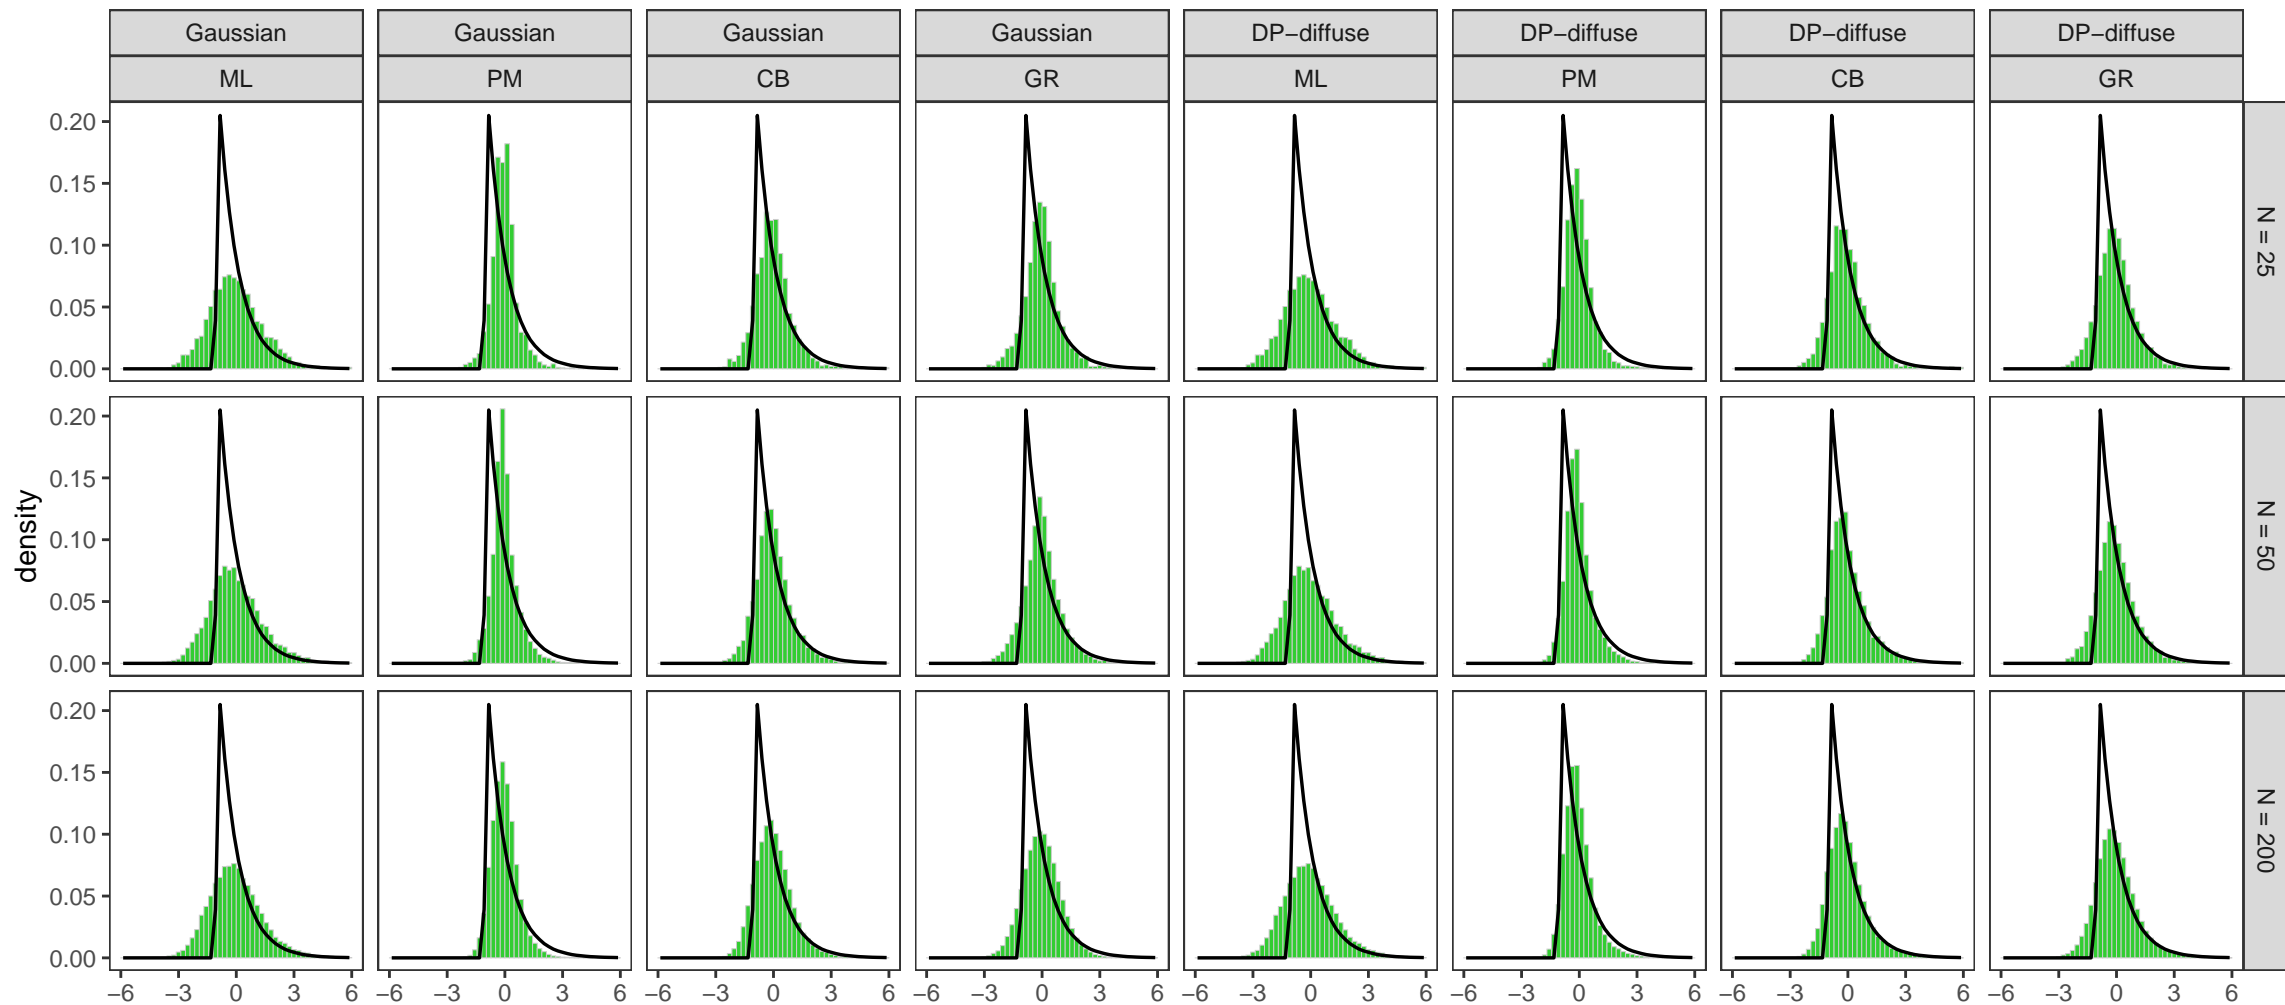 Gaussian Gaussian Gaussian Gaussian DP−diffuse DP−diffuse DP−diffuse DP−diffuse
ML PM CB GR ML PM CB GR
0.20
0.15
0.10
0.05
0.00
N = 25
density
0.20
0.15
0.10
0.05
0.00
N = 50
0.20
0.15
0.10
0.05
0.00
N = 200
−6 −3 0 3 6 −6 −3 0 3 6 −6 −3 0 3 6 −6 −3 0 3 6 −6 −3 0 3 6 −6 −3 0 3 6 −6 −3 0 3 6 −6 −3 0 3 6